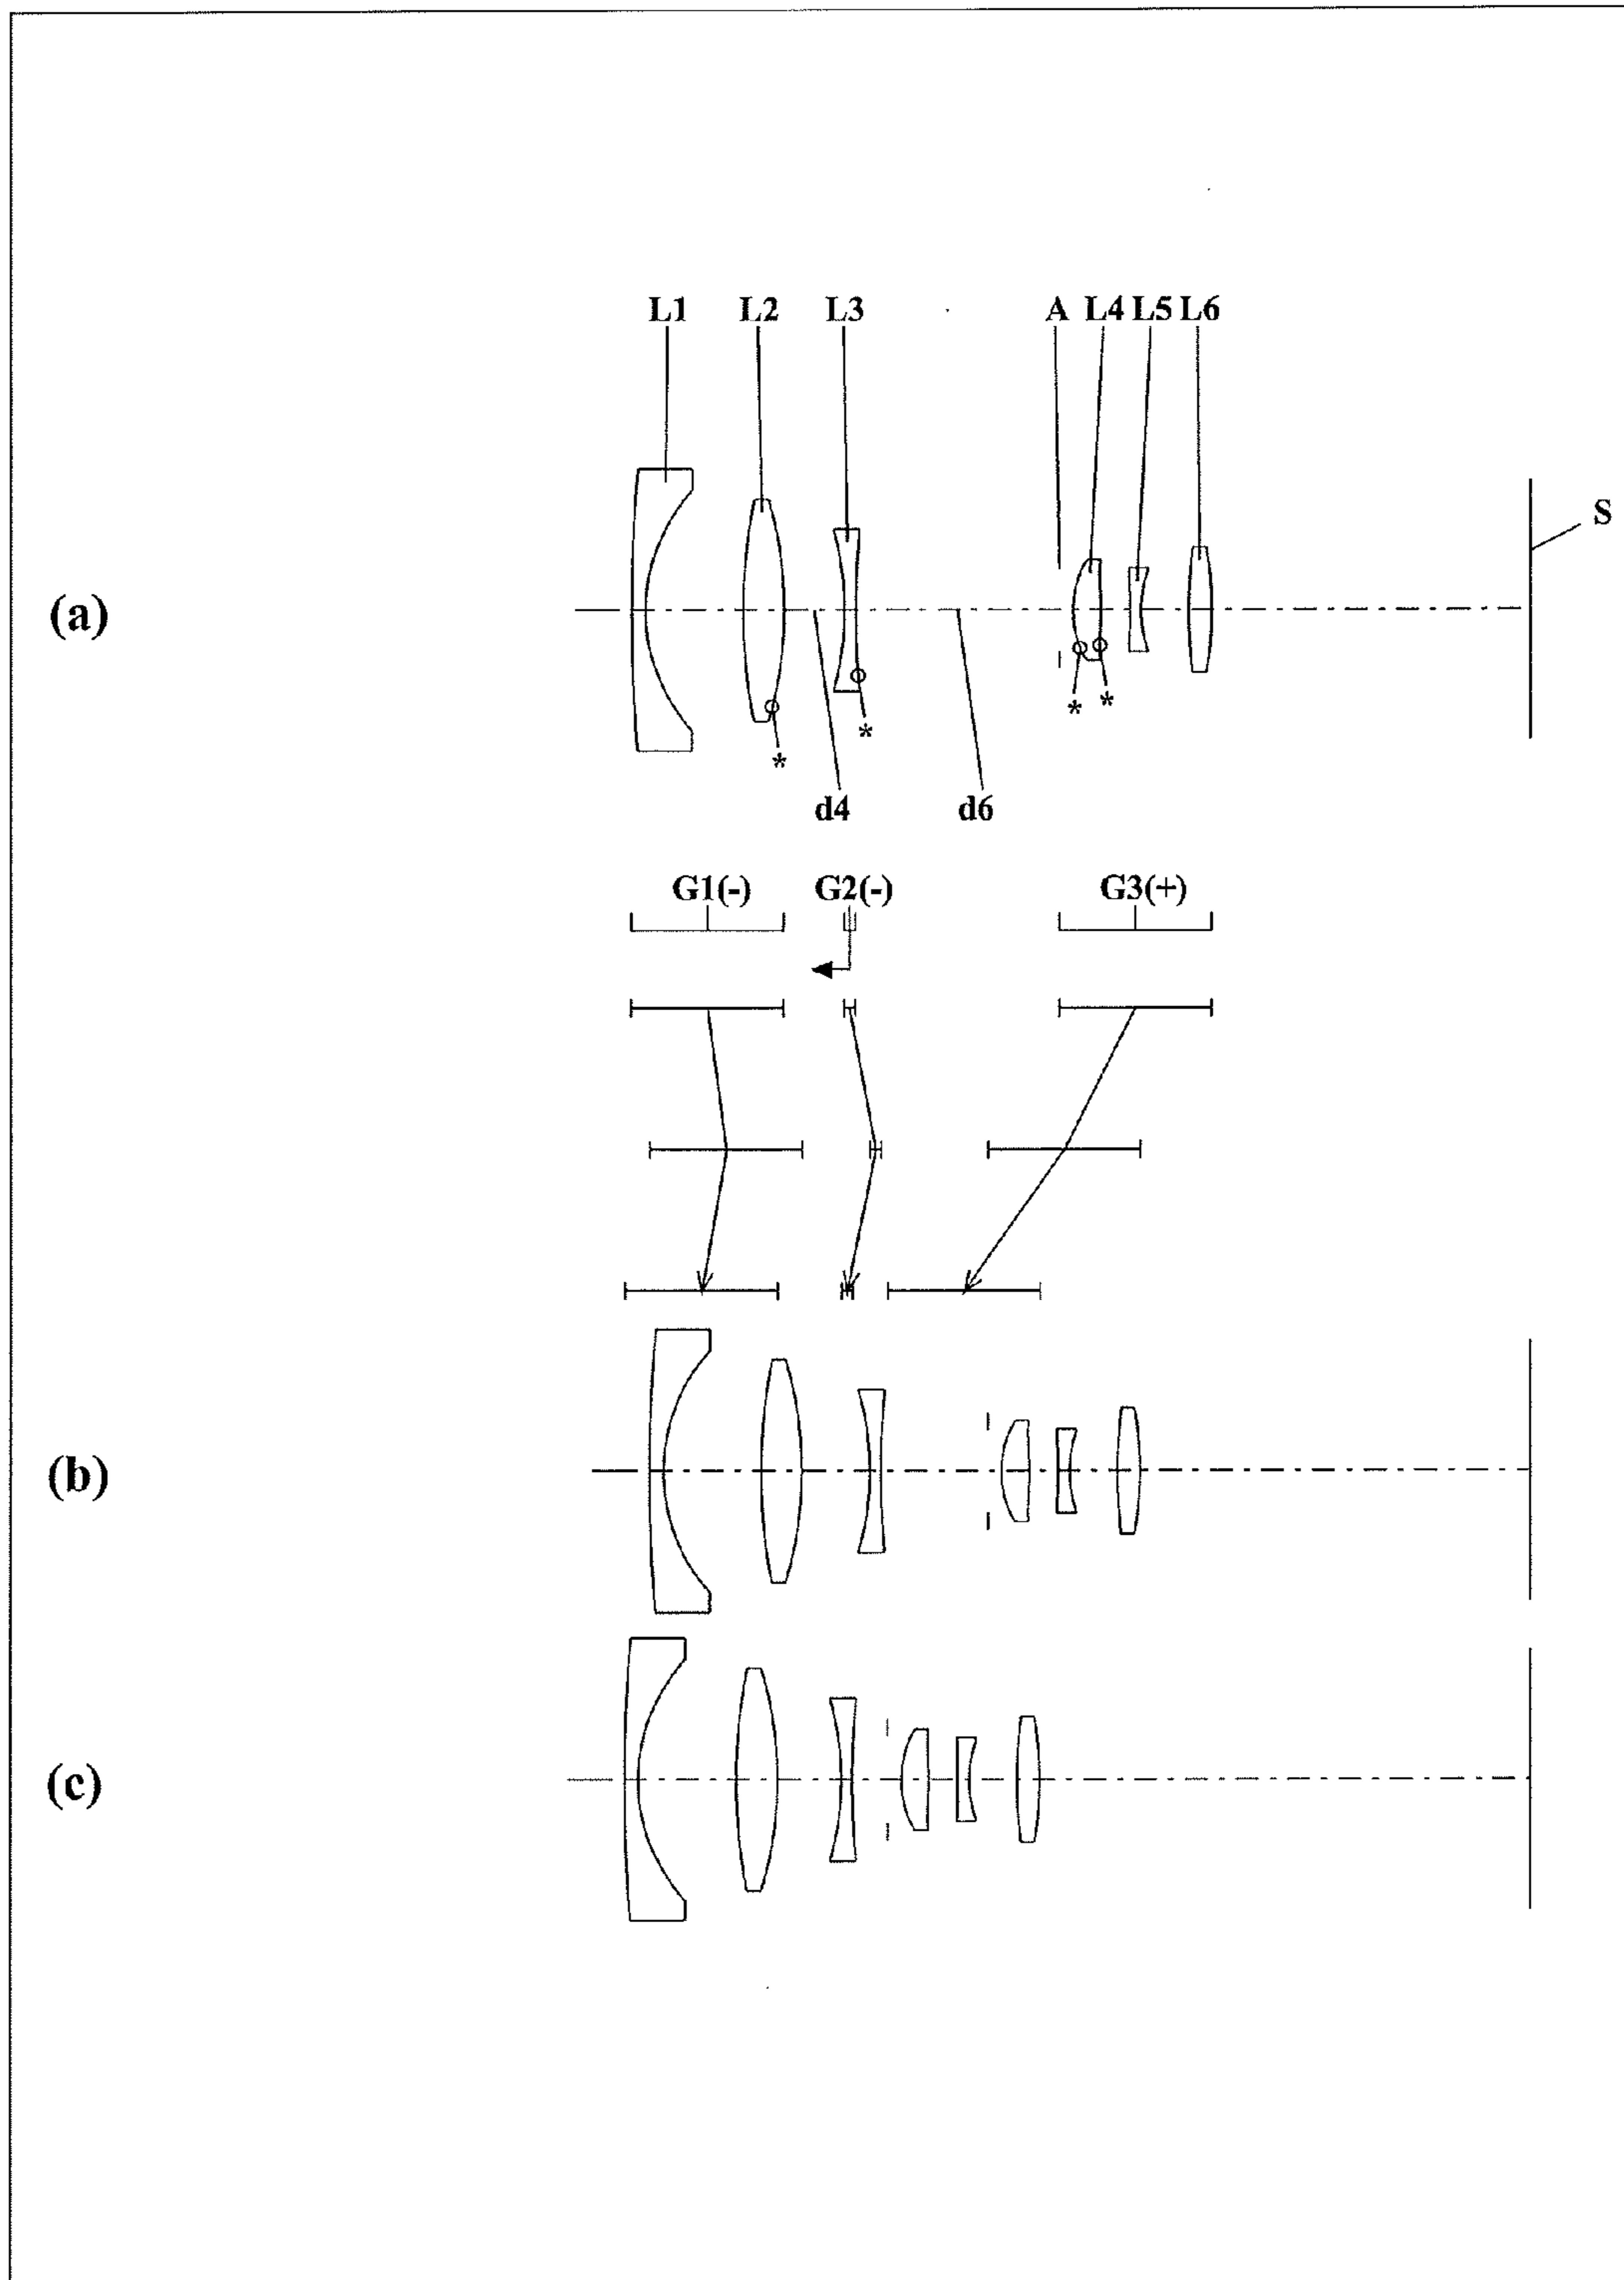 L1 L2 L3 A L4 L5 L6
S
(a)
* * * *
d4 d6
G1(-) G2(-) G3(+)
(b)
(c)